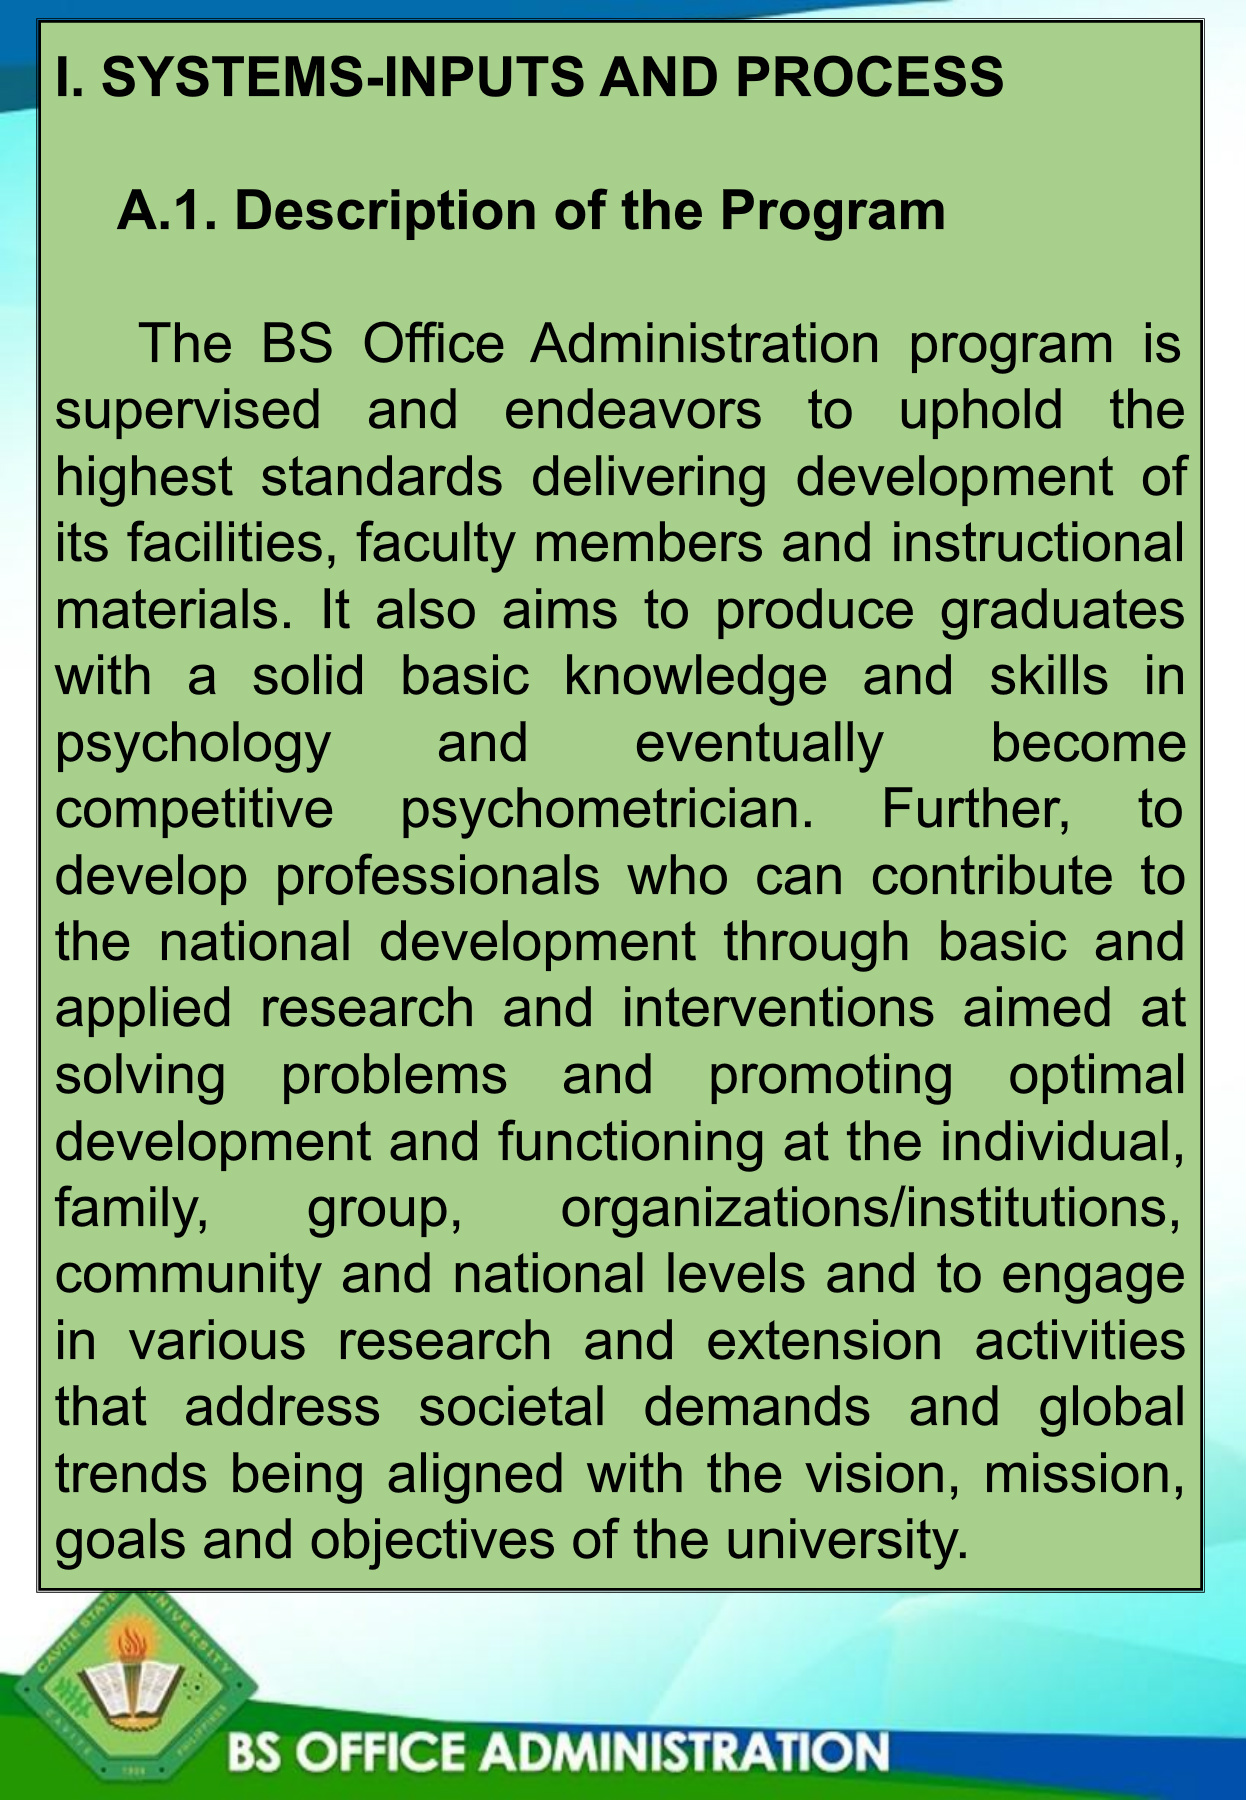 I. SYSTEMS-INPUTS AND PROCESS
A.1. Description of the Program
The BS Office Administration program is
supervised and endeavors to uphold the
highest standards delivering development of
its facilities, faculty members and instructional
materials. It also aims to produce graduates
with a solid basic knowledge and skills in
psychology and eventually become
competitive psychometrician. Further, to
develop professionals who can contribute to
the national development through basic and
applied research and interventions aimed at
solving problems and promoting optimal
development and functioning at the individual,
family, group, organizations/institutions,
community and national levels and to engage
in various research and extension activities
that address societal demands and global
trends being aligned with the vision, mission,
goals and objectives of the university.
CAVITE STATE UNIVERSITY
CAVITE
PHILIPPINES
1906
BS OFFICE ADMINISTRATION